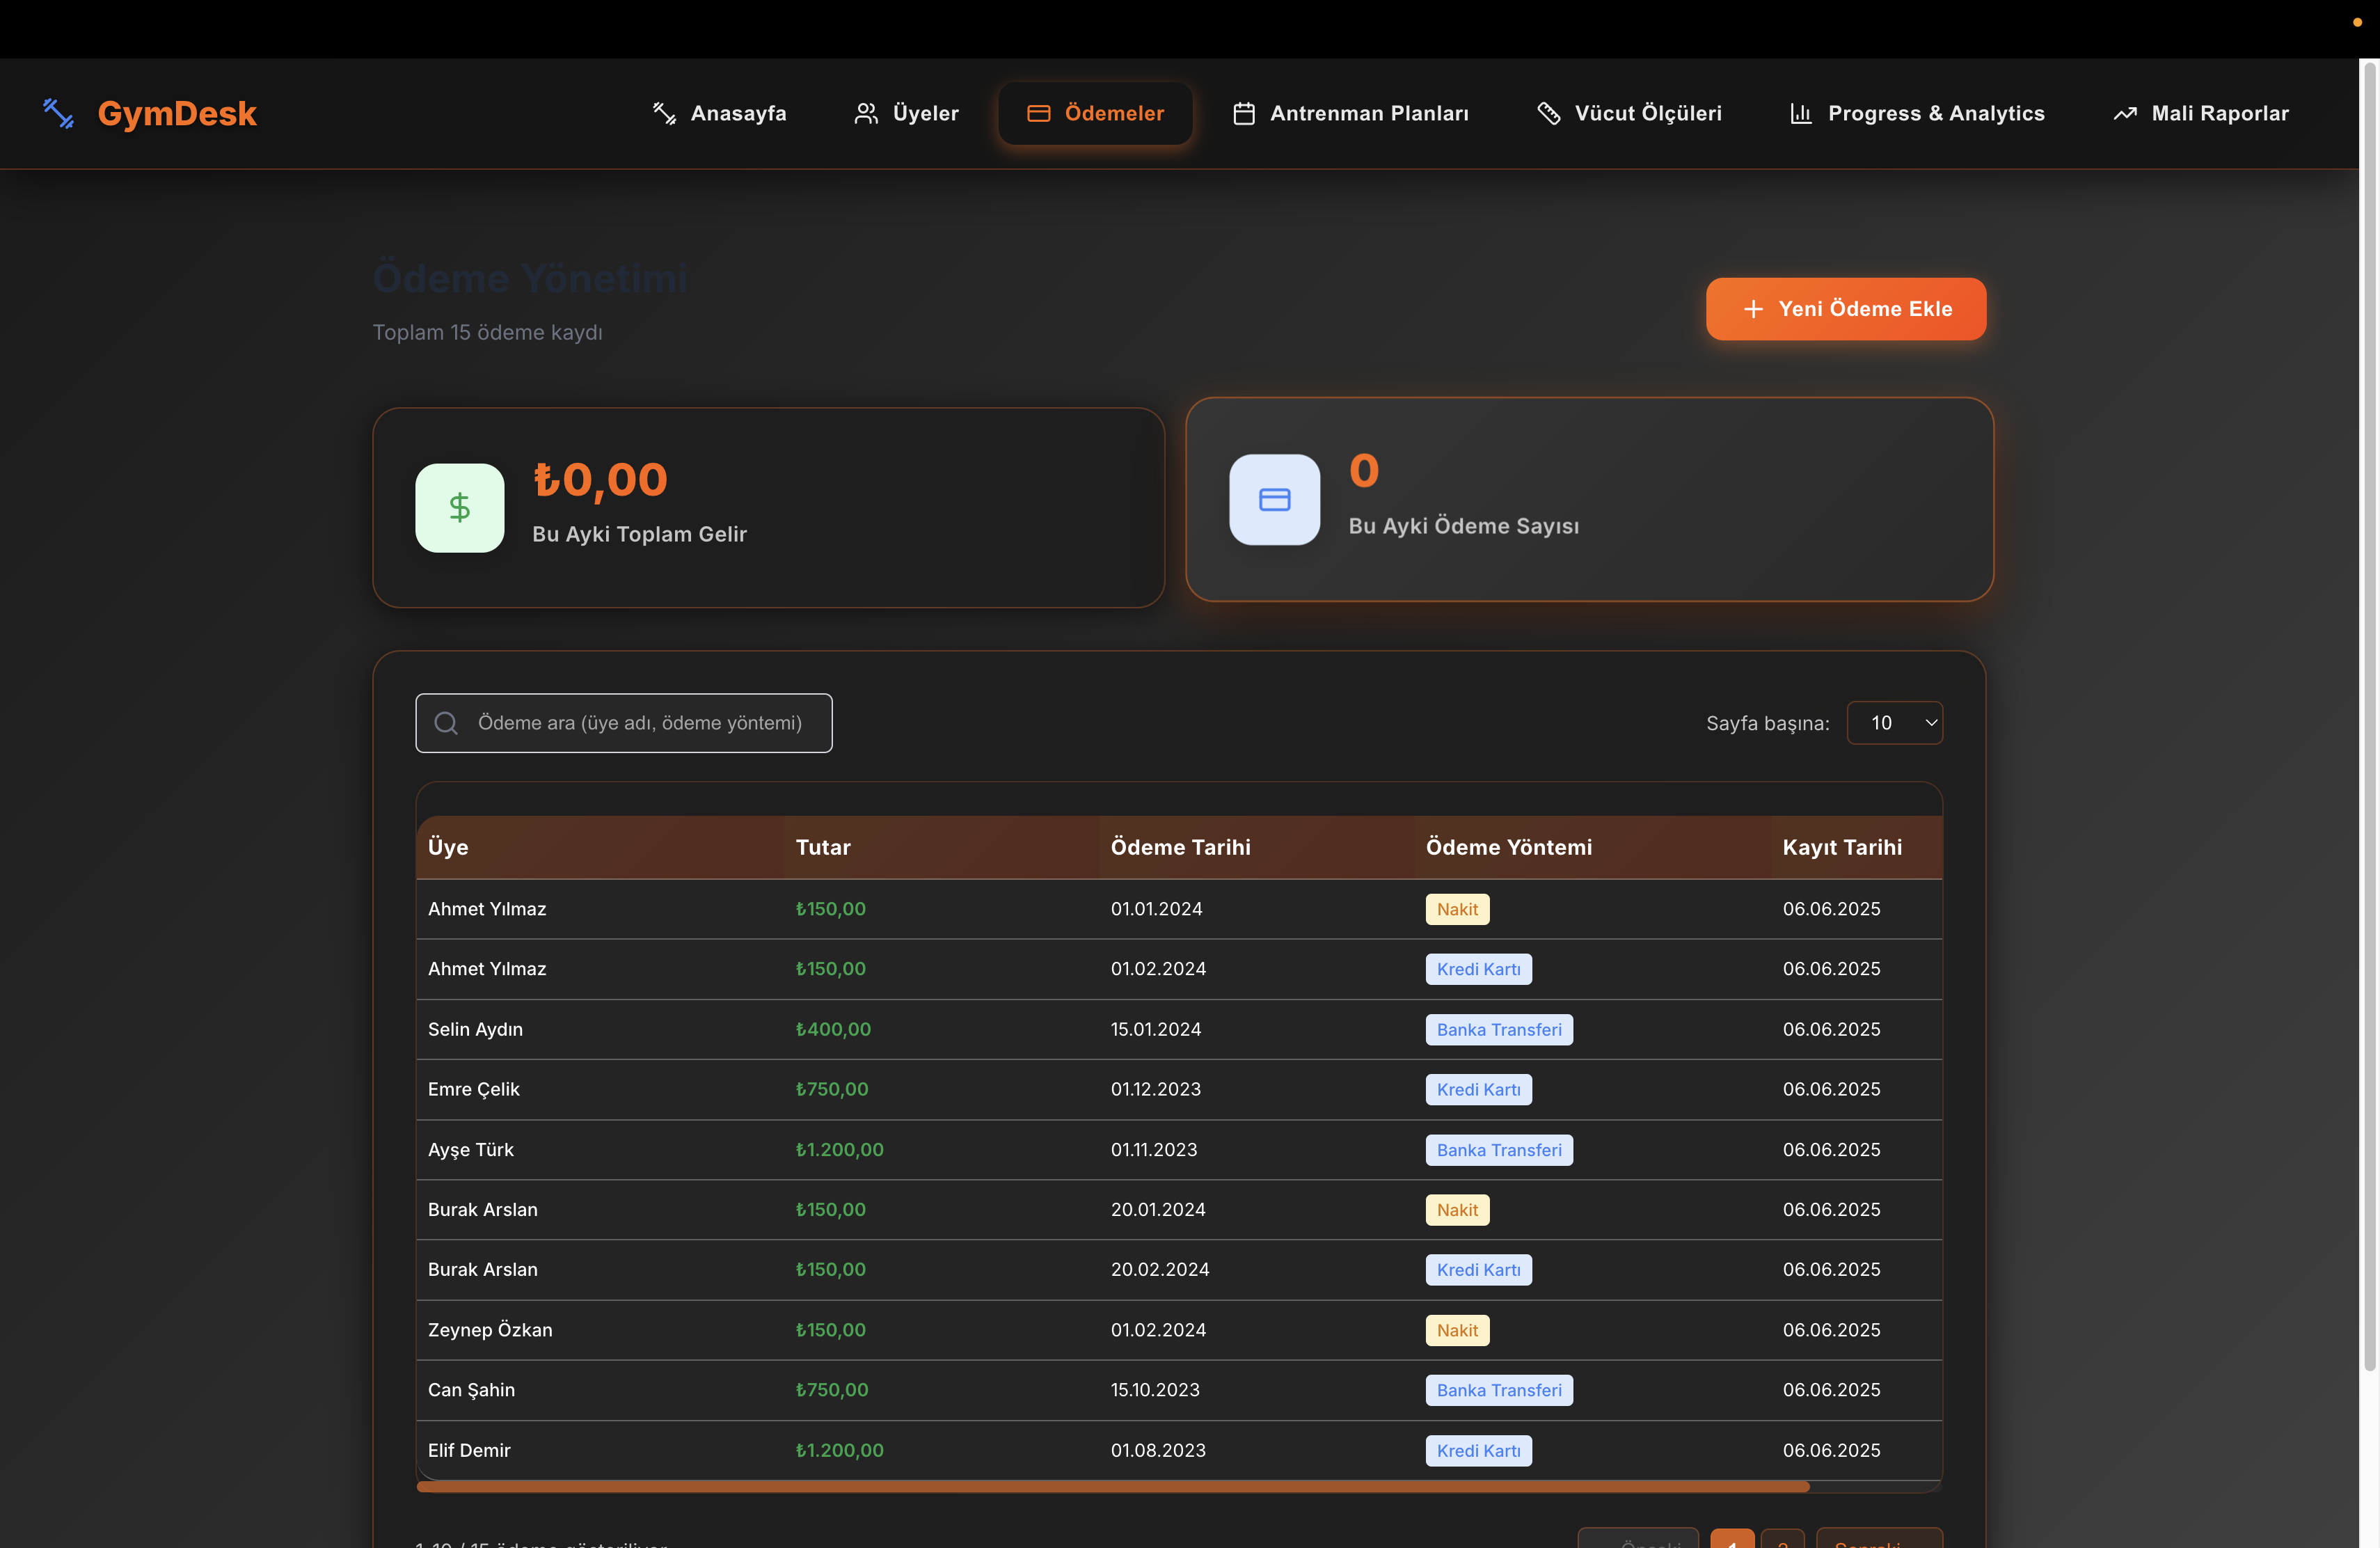 GymDesk
Anasayfa
Üyeler
Ödemeler
Antrenman Planları
Vücut Ölçüleri
Progress & Analytics
Mali Raporlar
Ödeme Yönetimi
Toplam 15 ödeme kaydı
Yeni Ödeme Ekle
₺0,00
Bu Ayki Toplam Gelir
0
Bu Ayki Ödeme Sayısı
Ödeme ara (üye adı, ödeme yöntemi)
Sayfa başına: 10
Üye Tutar Ödeme Tarihi Ödeme Yöntemi Kayıt Tarihi
Ahmet Yılmaz ₺150,00 01.01.2024 Nakit 06.06.2025
Ahmet Yılmaz ₺150,00 01.02.2024 Kredi Kartı 06.06.2025
Selin Aydın ₺400,00 15.01.2024 Banka Transferi 06.06.2025
Emre Çelik ₺750,00 01.12.2023 Kredi Kartı 06.06.2025
Ayşe Türk ₺1.200,00 01.11.2023 Banka Transferi 06.06.2025
Burak Arslan ₺150,00 20.01.2024 Nakit 06.06.2025
Burak Arslan ₺150,00 20.02.2024 Kredi Kartı 06.06.2025
Zeynep Özkan ₺150,00 01.02.2024 Nakit 06.06.2025
Can Şahin ₺750,00 15.10.2023 Banka Transferi 06.06.2025
Elif Demir ₺1.200,00 01.08.2023 Kredi Kartı 06.06.2025